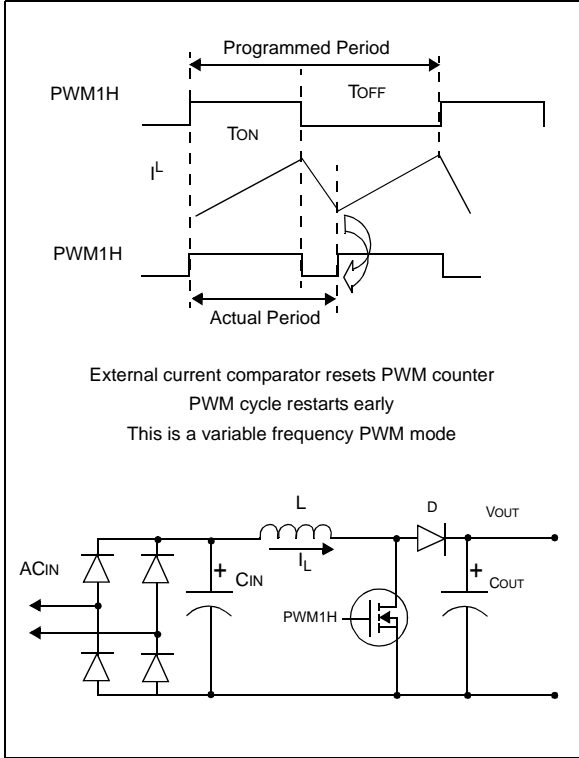 Programmed Period
PWM1H
TOFF
TON
IL
PWM1H
Actual Period
External current comparator resets PWM counter
PWM cycle restarts early
This is a variable frequency PWM mode
L
D
VOUT
ACIN
+
CIN
IL
+
COUT
PWM1H